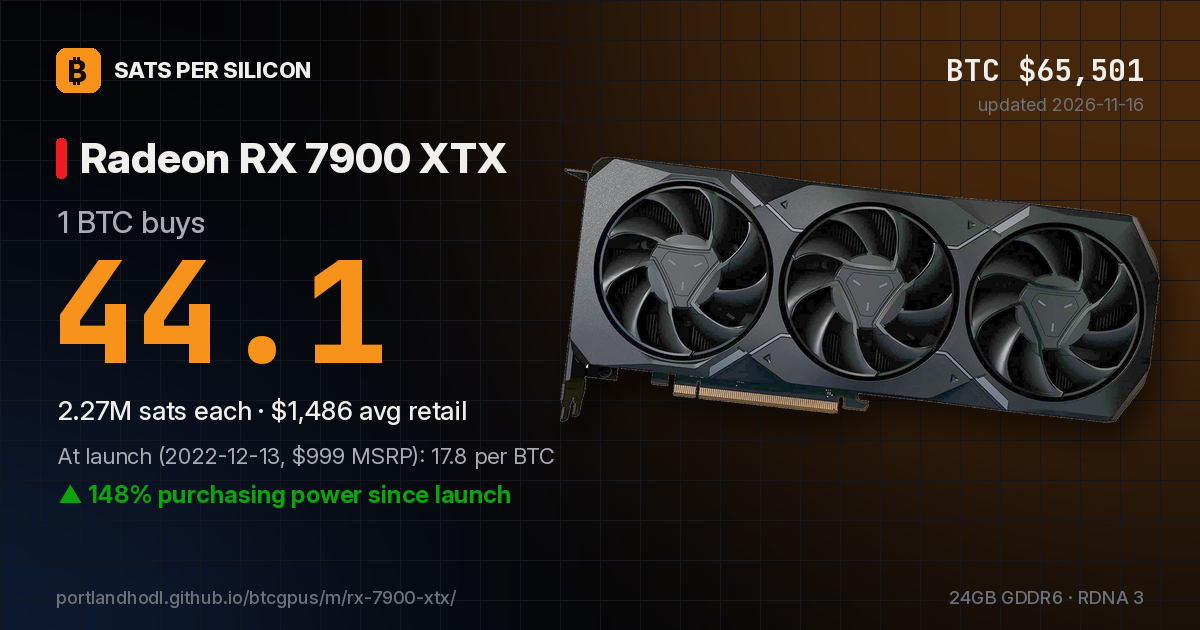 ₿ SATS PER SILICON
BTC $65,501
updated 2026-11-16
Radeon RX 7900 XTX
1 BTC buys
44.1
2.27M sats each · $1,486 avg retail
At launch (2022-12-13, $999 MSRP): 17.8 per BTC
▲ 148% purchasing power since launch
portlandhodl.github.io/btcgpus/m/rx-7900-xtx/
24GB GDDR6 · RDNA 3